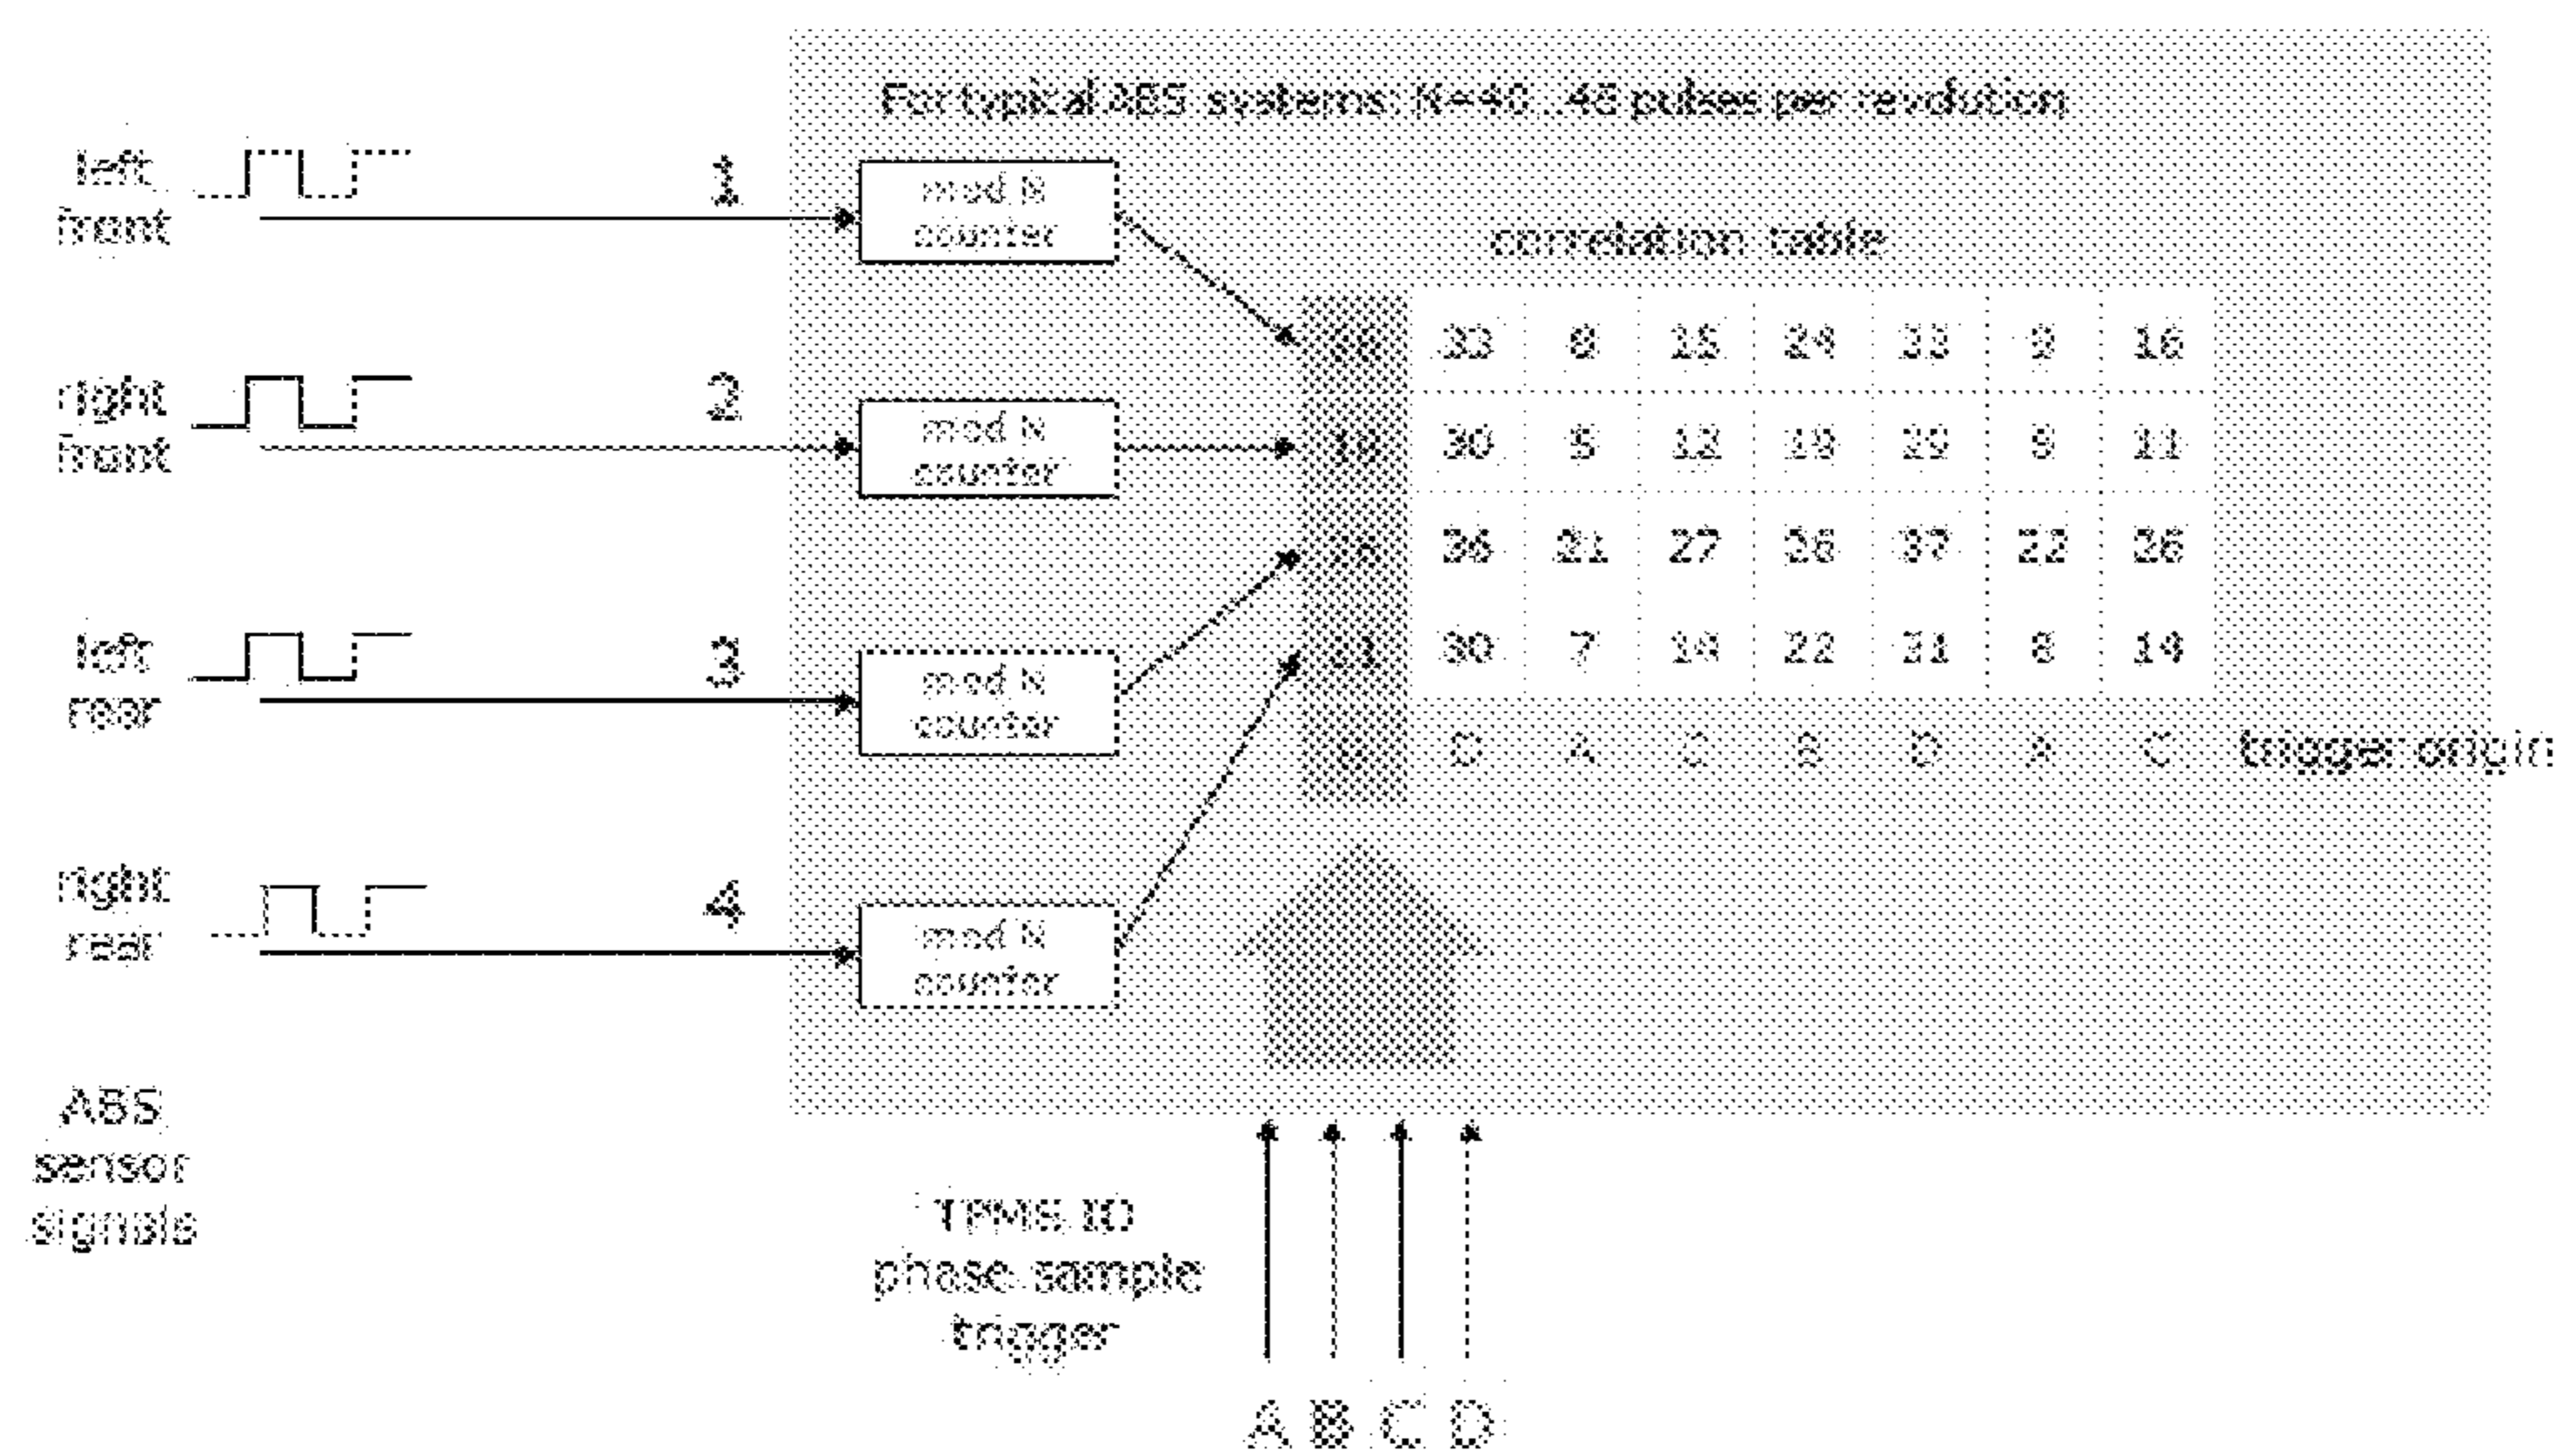 For typical ABS systems: N=40...48 pulses per revolution
left
front
1
mod N
counter
correlation table
33 8 15 24 33 9 16
right
front
2
mod N
counter
30 5 12 19 29 9 11
36 21 27 26 37 22 26
left
rear
3
mod N
counter
30 7 14 22 31 8 14
D A C B D A C trigger origin
right
rear
4
mod N
counter
ABS
sensor
signals
TPMS ID
phase sample
trigger
A B C D